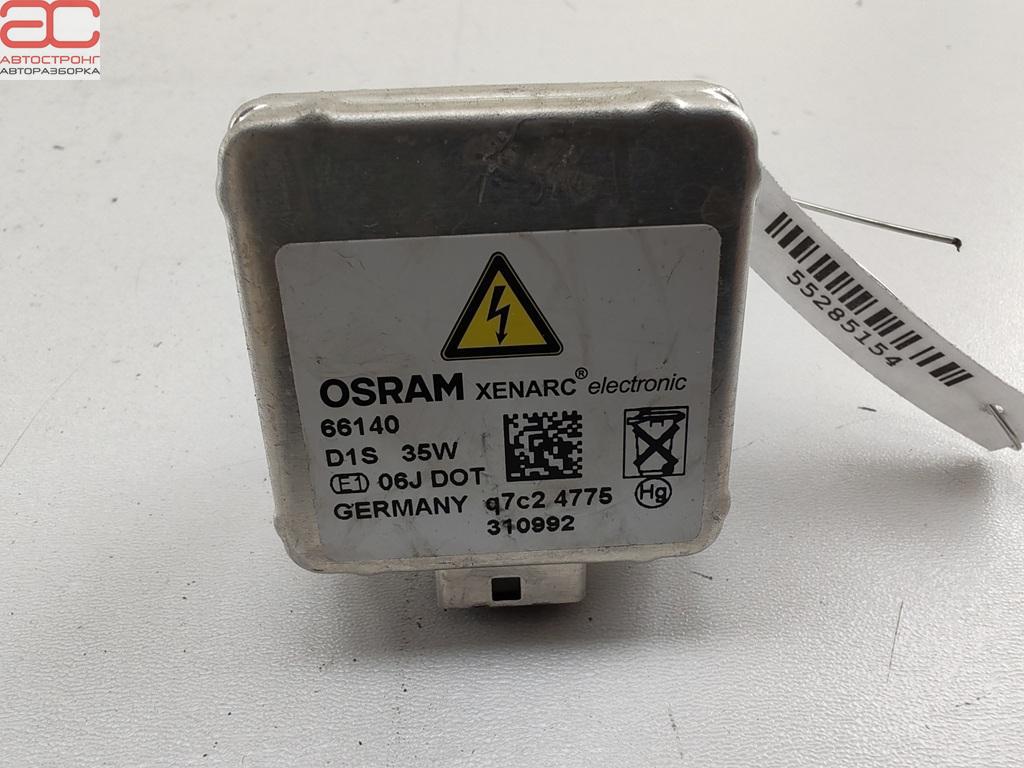 ac
АВТОСТРОНГ
АВТОРАЗБОРКА
55285154
OSRAM XENARC® electronic
66140
D1S 35W
E1 06J DOT
GERMANY q7c2 4775
310992
Hg